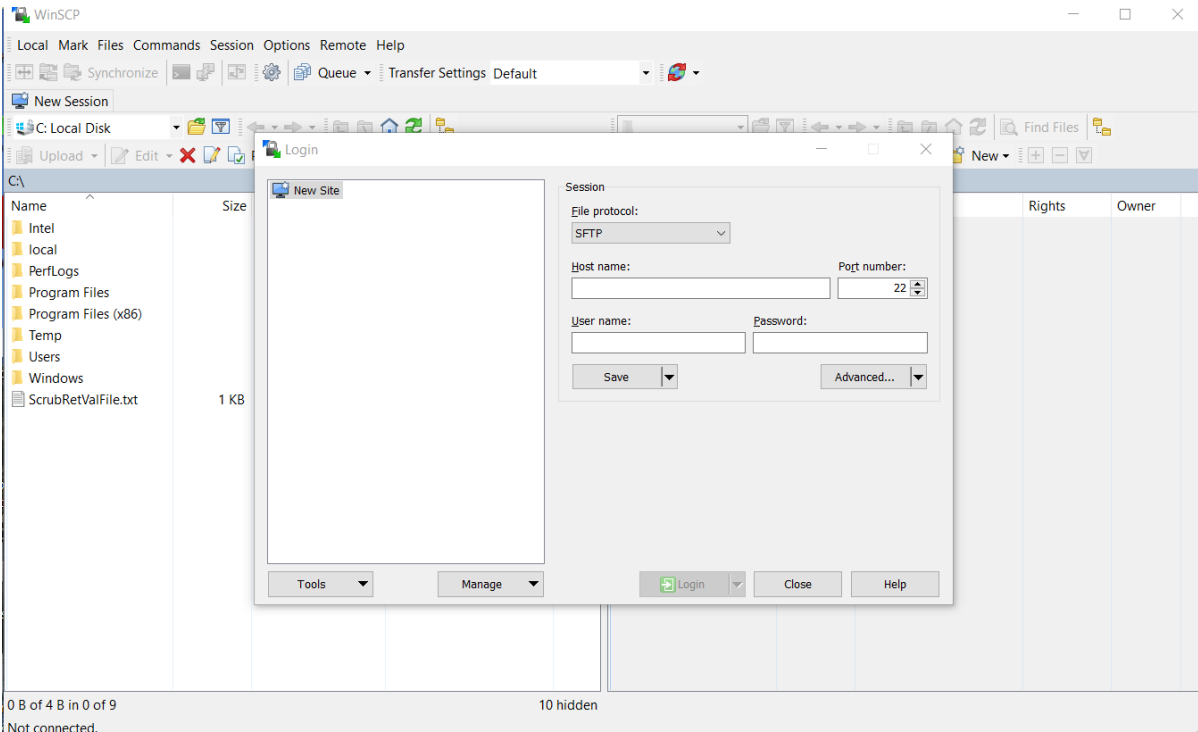 WinSCP
Local Mark Files Commands Session Options Remote Help
Synchronize Queue Transfer Settings Default
New Session
C: Local Disk Find Files
Upload Edit New
C:\
Name Size Rights Owner
Intel
local
PerfLogs
Program Files
Program Files (x86)
Temp
Users
Windows
ScrubRetValFile.txt 1 KB
Login
New Site
Session
File protocol:
SFTP
Host name: Port number:
22
User name: Password:
Save Advanced...
Tools Manage Login Close Help
0 B of 4 B in 0 of 9 10 hidden
Not connected.